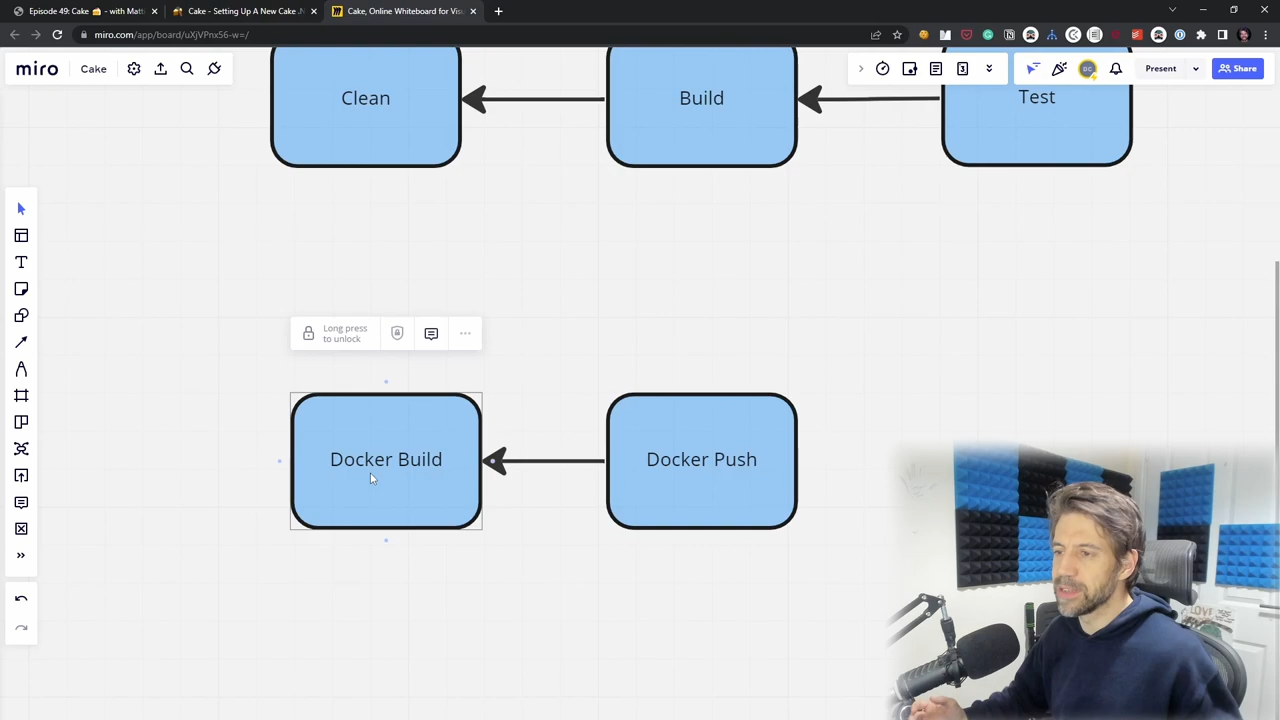 Episode 49: Cake 🍰 - with Matt
Cake - Setting Up A New Cake .N
Cake, Online Whiteboard for Visu
miro.com/app/board/uXjVPnx56-w=/
miro
Cake
Present
Share
Clean
Build
Test
Long press
to unlock
Docker Build
Docker Push